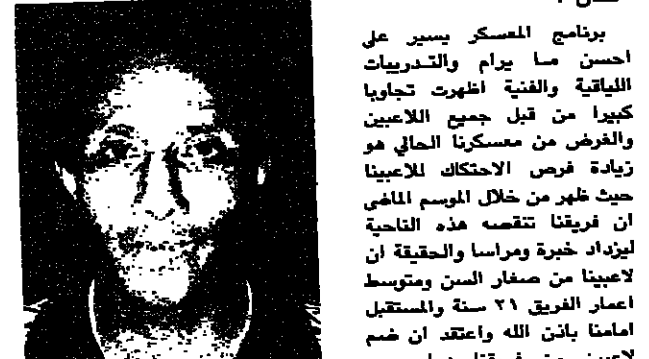 برنامج المعسكر يسير على
احسن ما يرام والتدريبات
اللياقية والفنية اظهرت تجاوبا
كبيرا من قبل جميع اللاعبين
والغرض من معسكرنا الحالي هو
زيادة فرص الاحتكاك للاعبينا
حيث ظهر من خلال الموسم الماضي
ان فريقنا تنقصه هذه الناحية
ليزداد خبرة ومراسا والحقيقة ان
لاعبينا من صغار السن ومتوسط
اعمار الفريق ٢١ سنة والمستقبل
امامنا باذن الله واعتقد ان ضم